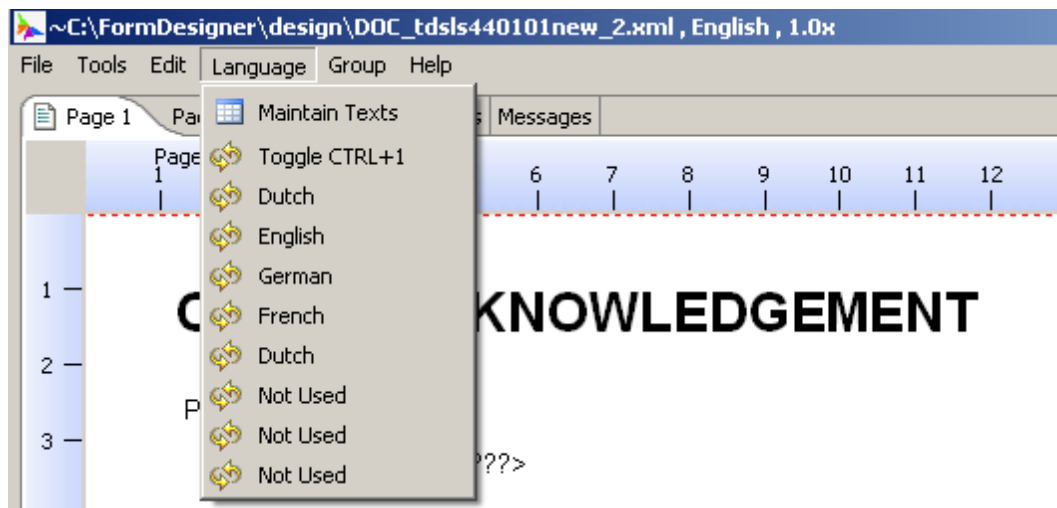 ~C:\FormDesigner\design\DOC_tdsls440101new_2.xml , English , 1.0x
File Tools Edit Language Group Help
Page 1 Pa s Messages
Maintain Texts
Page
Toggle CTRL+1
1 6 7 8 9 10 11 12
Dutch
English
German
1
French
KNOWLEDGEMENT
2
Dutch
Not Used
P
3
Not Used
???>
Not Used